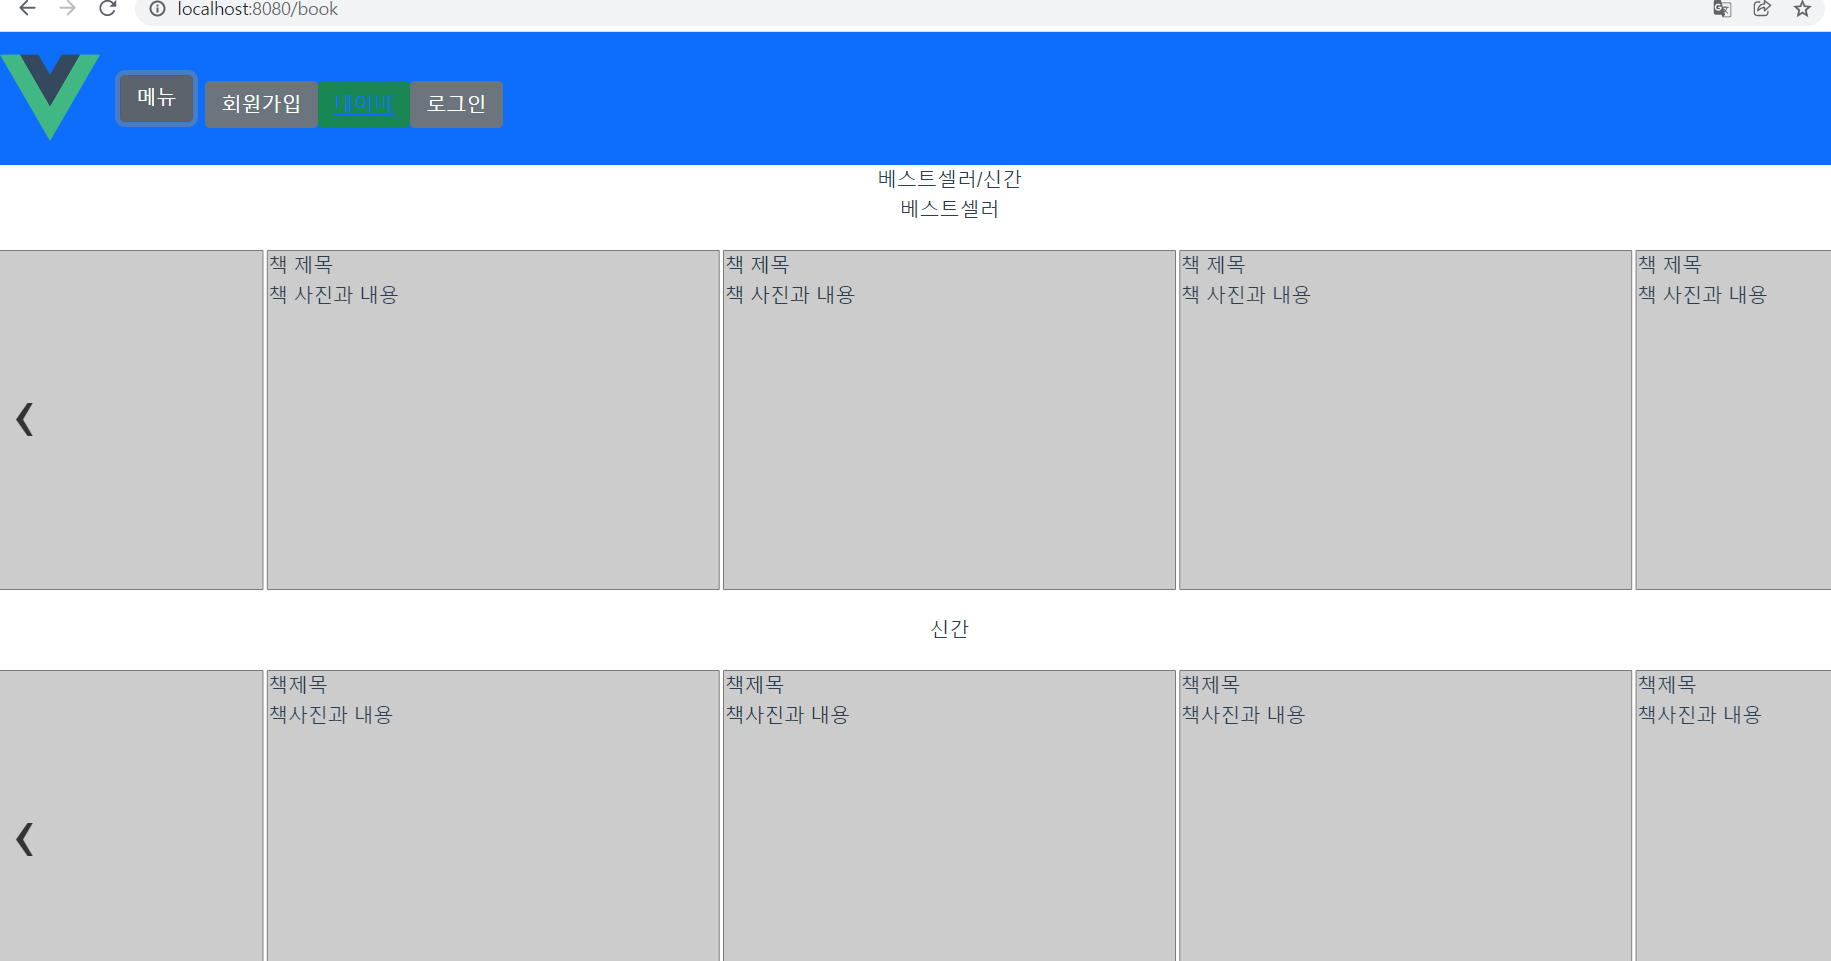 localhost:8080/book
메뉴 회원가입 네이버 로그인
베스트셀러/신간
베스트셀러
책 제목 책 제목 책 제목 책 제목
책 사진과 내용 책 사진과 내용 책 사진과 내용 책 사진과 내용
신간
책제목 책제목 책제목 책제목
책사진과 내용 책사진과 내용 책사진과 내용 책사진과 내용